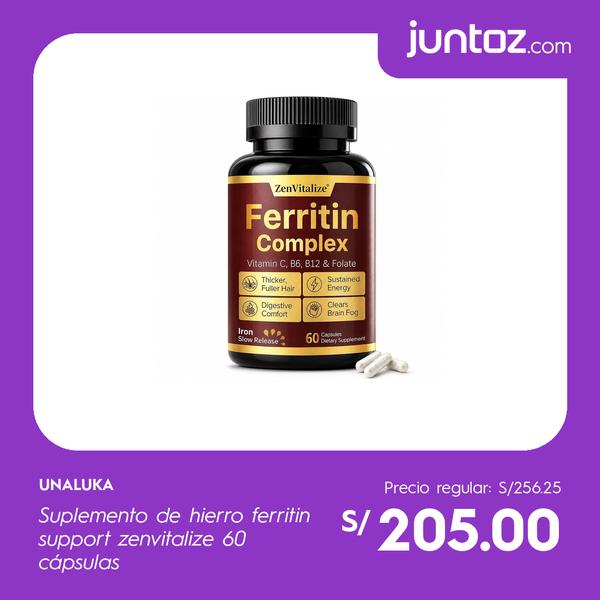 juntoz.com
ZenVitalize®
Ferritin
Complex
Vitamin C, B6, B12 & Folate
Thicker,
Fuller Hair
Sustained
Energy
Digestive
Comfort
Clears
Brain Fog
Iron
Slow Release
60 Capsules
Dietary Supplement
UNALUKA
Suplemento de hierro ferritin
support zenvitalize 60
cápsulas
Precio regular: S/256.25
S/ 205.00